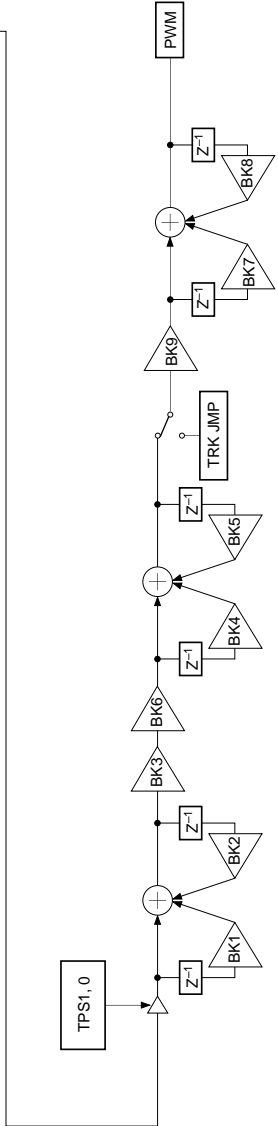 TPS1, 0
Z–1
BK1
Z–1
BK2
BK3
BK6
Z–1
BK4
Z–1
BK5
TRK JMP
BK9
Z–1
BK7
Z–1
BK8
PWM